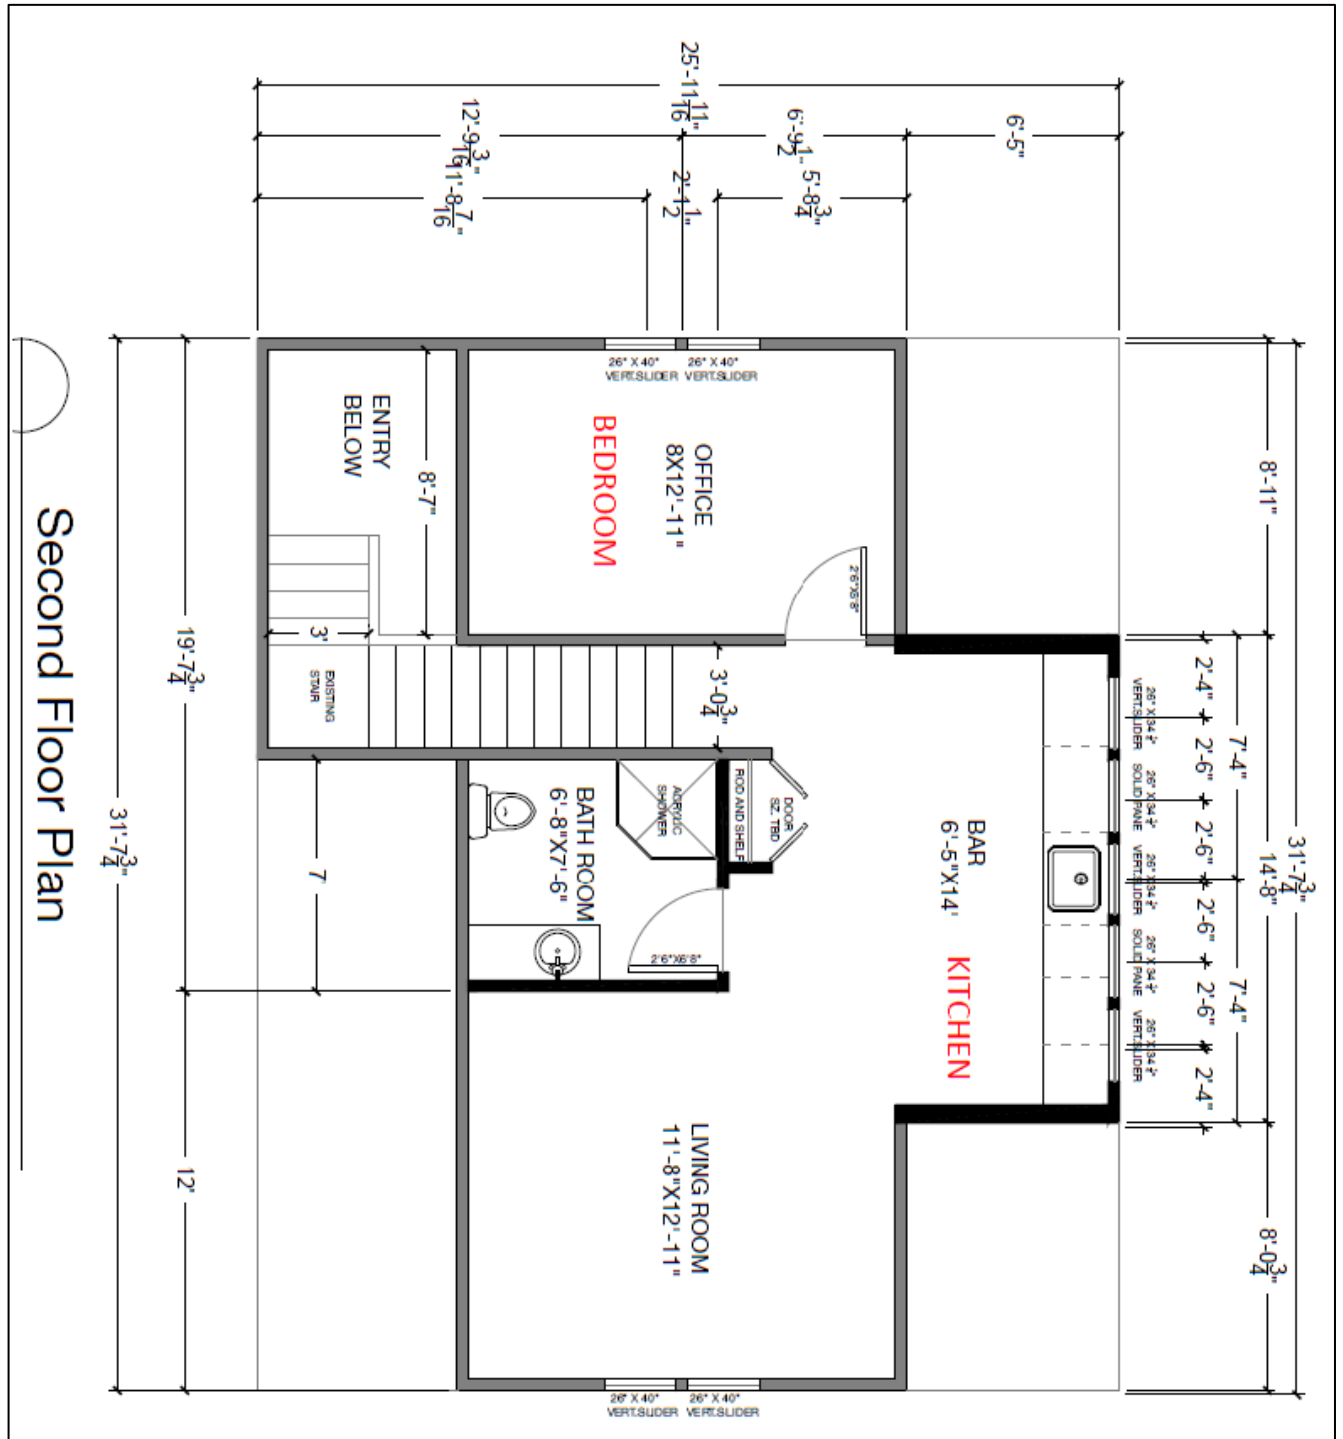 31'-7 3/4"
8'-11"
14'-8"
8'-0 3/4"
7'-4"
7'-4"
2'-4"
2'-6"
2'-6"
2'-6"
2'-6"
2'-4"
26" X 34 1/2"
VERT.SLIDER
26" X 34 1/2"
SOLID PANE
26" X 34 1/2"
VERT.SLIDER
26" X 34 1/2"
SOLID PANE
26" X 34 1/2"
VERT.SLIDER
25'-11 11/16"
6'-5"
6'-9 1/2"
12'-9 3/16"
5'-8 3/4"
2'-1 1/2"
11'-8 7/16"
BAR
6'-5"X14'
KITCHEN
2'6"X6'8"
26" X 40"
VERT.SLIDER
26" X 40"
VERT.SLIDER
OFFICE
8X12'-11"
BEDROOM
3'-0 3/4"
DOOR
SZ. TBD
ROD AND SHELF
ACRYLIC
SHOWER
2'6"X6'8"
BATH ROOM
6'-8"X7'-6"
LIVING ROOM
11'-8"X12'-11"
26" X 40"
VERT.SLIDER
26" X 40"
VERT.SLIDER
8'-7"
ENTRY
BELOW
3'
EXISTING
STAIR
7'
19'-7 3/4"
12'
31'-7 3/4"
Second Floor Plan